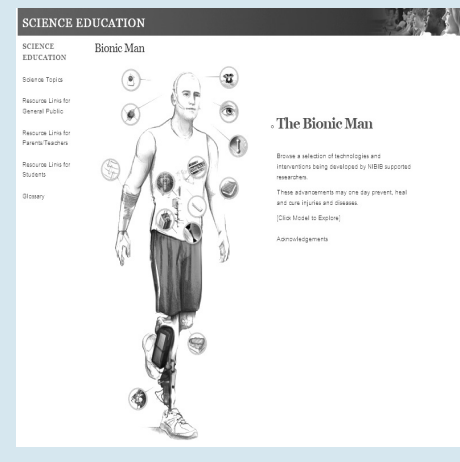 SCIENCE EDUCATION
SCIENCE
EDUCATION
Science Topics
Resource Links for
General Public
Resource Links for
Parents/Teachers
Resource Links for
Students
Glossary
Bionic Man
The Bionic Man
Browse a selection of technologies and
interventions being developed by NIBIB supported
researchers.
These advancements may one day prevent, heal
and cure injuries and diseases.
[Click Model to Explore]
Acknowledgements